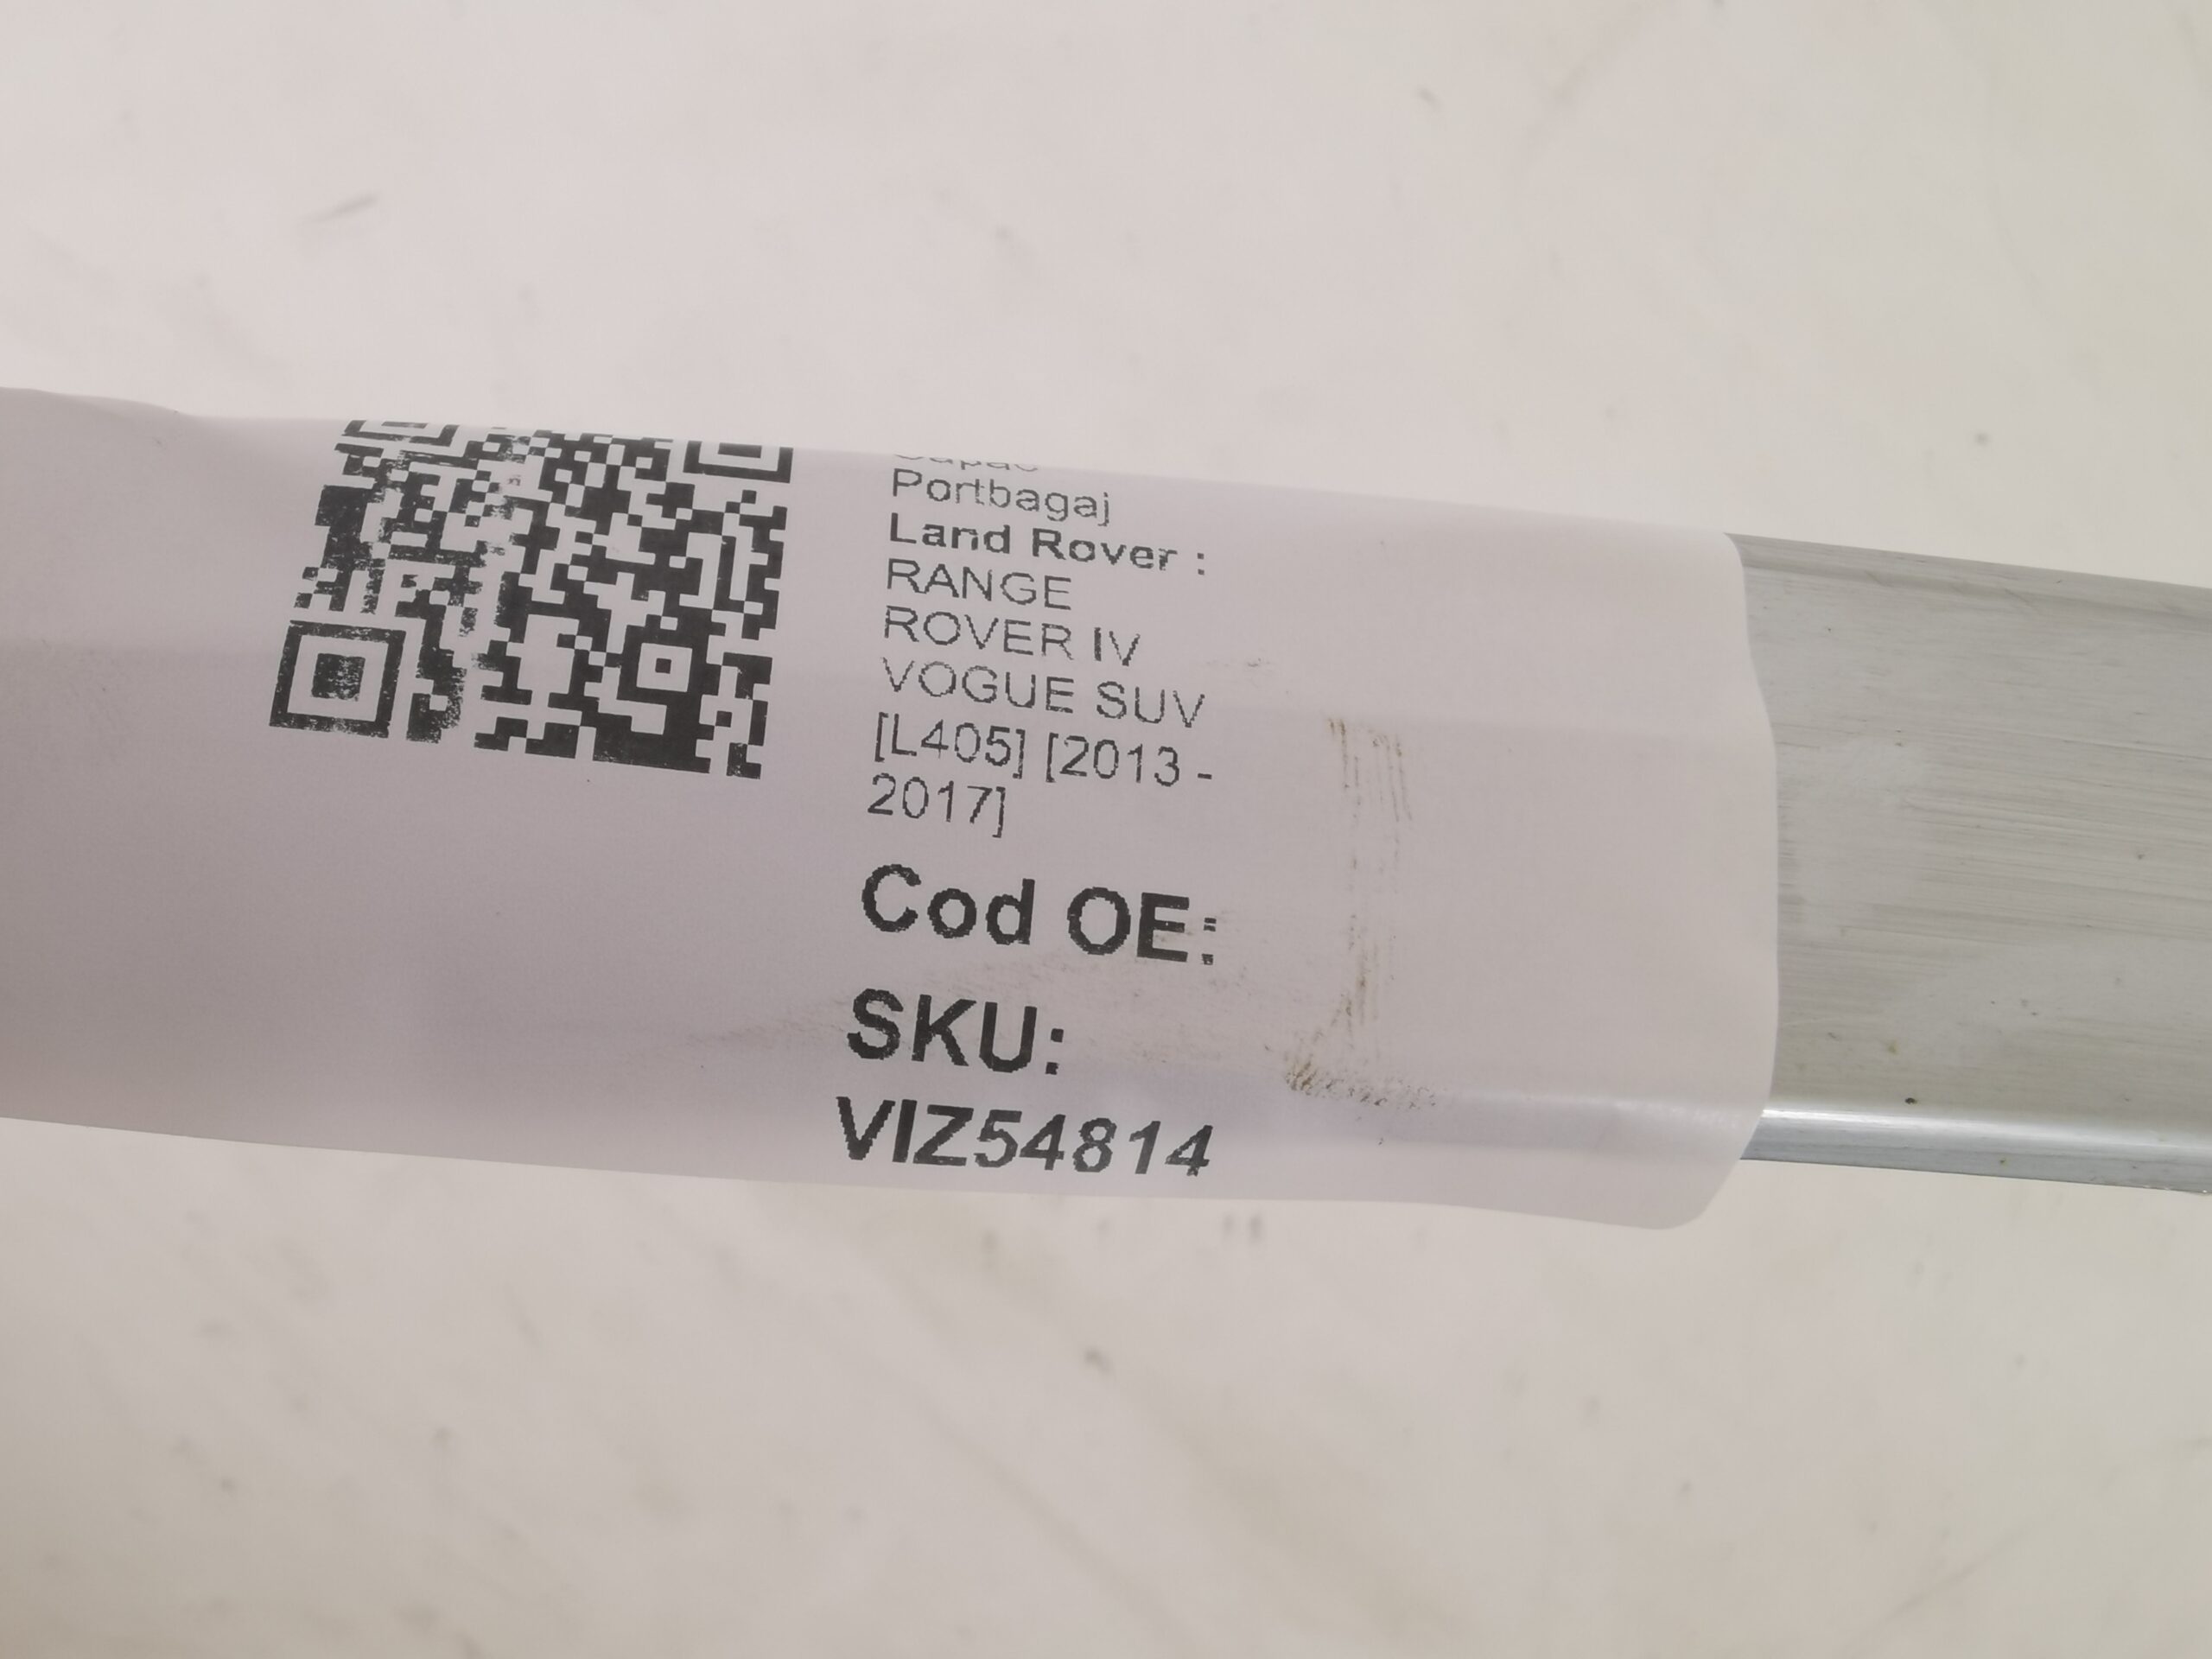 Portbagaj
Land Rover :
RANGE
ROVER IV
VOGUE SUV
[L405] [2013 -
2017]
Cod OE:
SKU:
VIZ54814